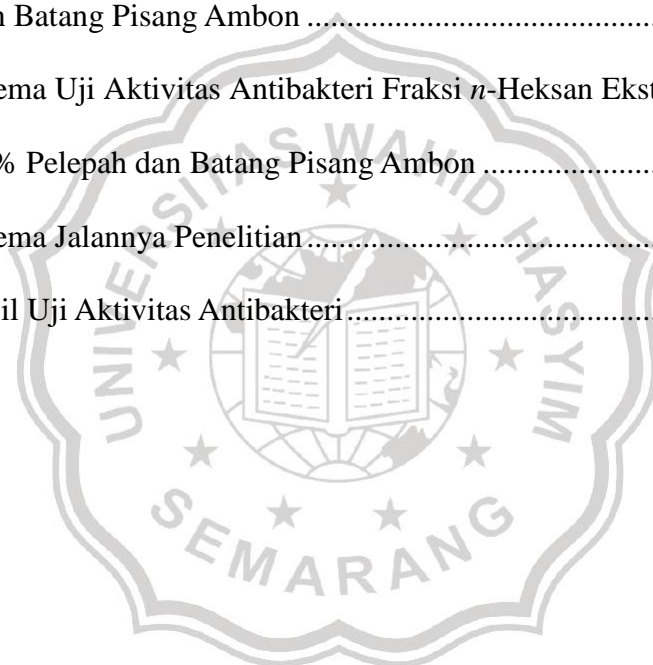 n Batang Pisang Ambon ...............................................
ema Uji Aktivitas Antibakteri Fraksi n-Heksan Ekst
% Pelepah dan Batang Pisang Ambon .......................
ema Jalannya Penelitian ...............................................
il Uji Aktivitas Antibakteri .........................................
UNIVERSITAS WAHID HASYIM
SEMARANG